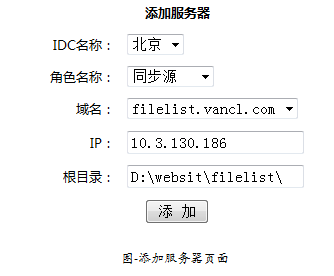 添加服务器
IDC名称： 北京
角色名称： 同步源
域名： filelist.vancl.com
IP： 10.3.130.186
根目录： D:\websit\filelist\
添 加
图-添加服务器页面